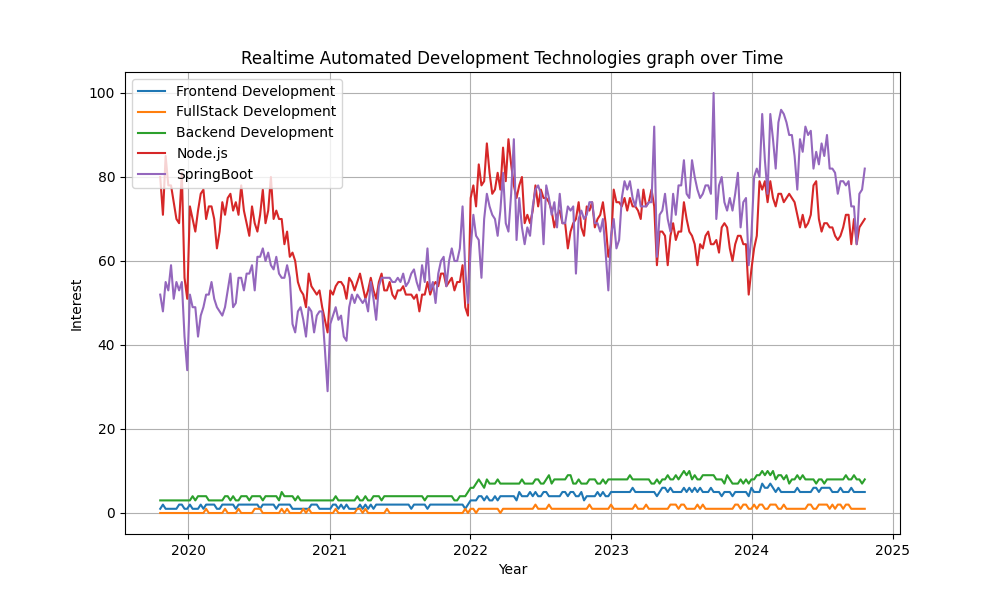 Realtime Automated Development Technologies graph over Time
Frontend Development
FullStack Development
Backend Development
Node.js
SpringBoot
100
80
60
40
20
0
Interest
2020 2021 2022 2023 2024 2025
Year